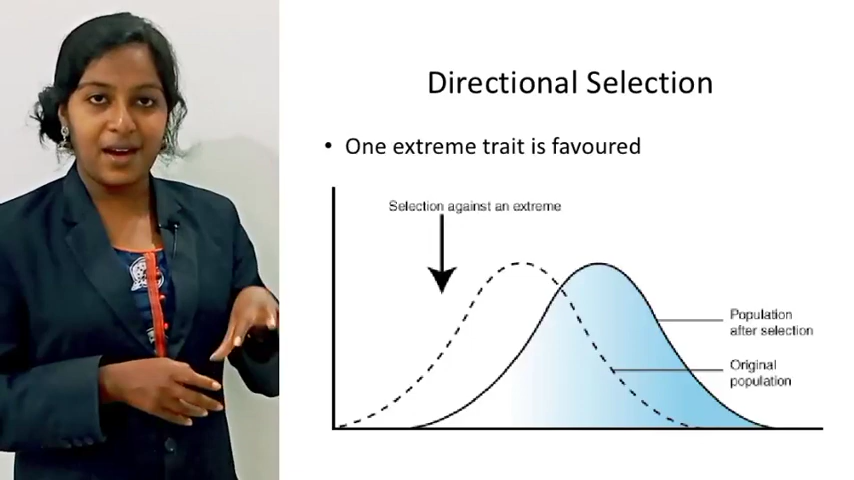 Directional Selection
• One extreme trait is favoured
Selection against an extreme
Population
after selection
Original
population